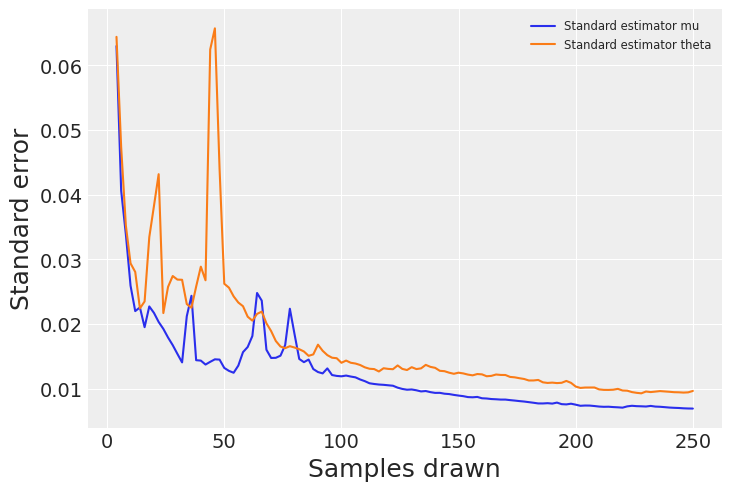 Standard estimator mu
Standard estimator theta
Standard error
0.06
0.05
0.04
0.03
0.02
0.01
0 50 100 150 200 250
Samples drawn